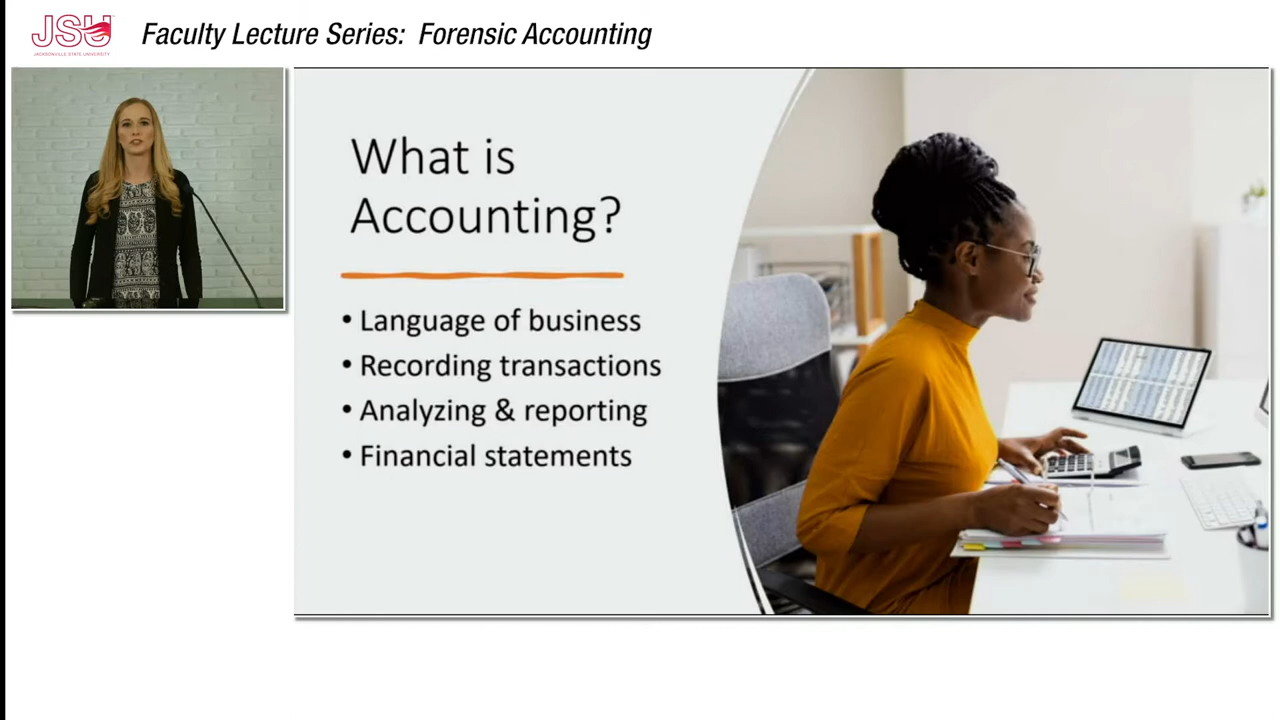 JSU
JACKSONVILLE STATE UNIVERSITY
Faculty Lecture Series: Forensic Accounting
What is
Accounting?
• Language of business
• Recording transactions
• Analyzing & reporting
• Financial statements